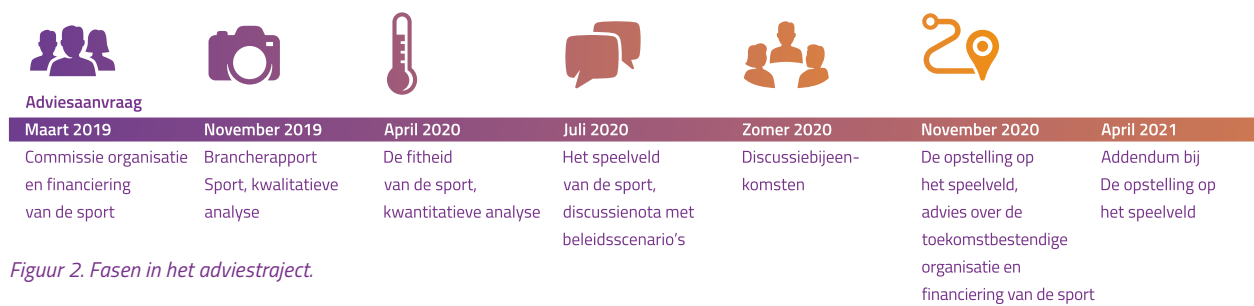 Adviesaanvraag
Maart 2019
Commissie organisatie
en financiering
van de sport
November 2019
Brancherapport
Sport, kwalitatieve
analyse
April 2020
De fitheid
van de sport,
kwantitatieve analyse
Juli 2020
Het speelveld
van de sport,
discussienota met
beleidsscenario's
Zomer 2020
Discussiebijeen-
komsten
November 2020
De opstelling op
het speelveld,
advies over de
toekomstbestendige
organisatie en
financiering van de sport
April 2021
Addendum bij
De opstelling op
het speelveld
Figuur 2. Fasen in het adviestraject.